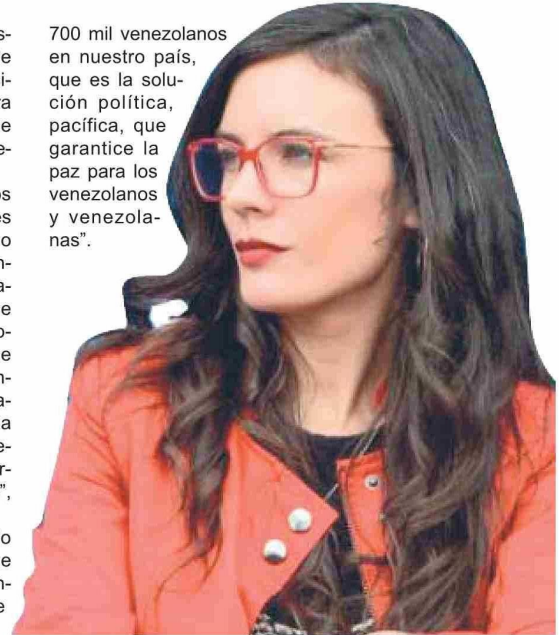 700 mil venezolanos
en nuestro país,
que es la solu-
ción política,
pacífica, que
garantice la
paz para los
venezolanos
y venezola-
nas”.